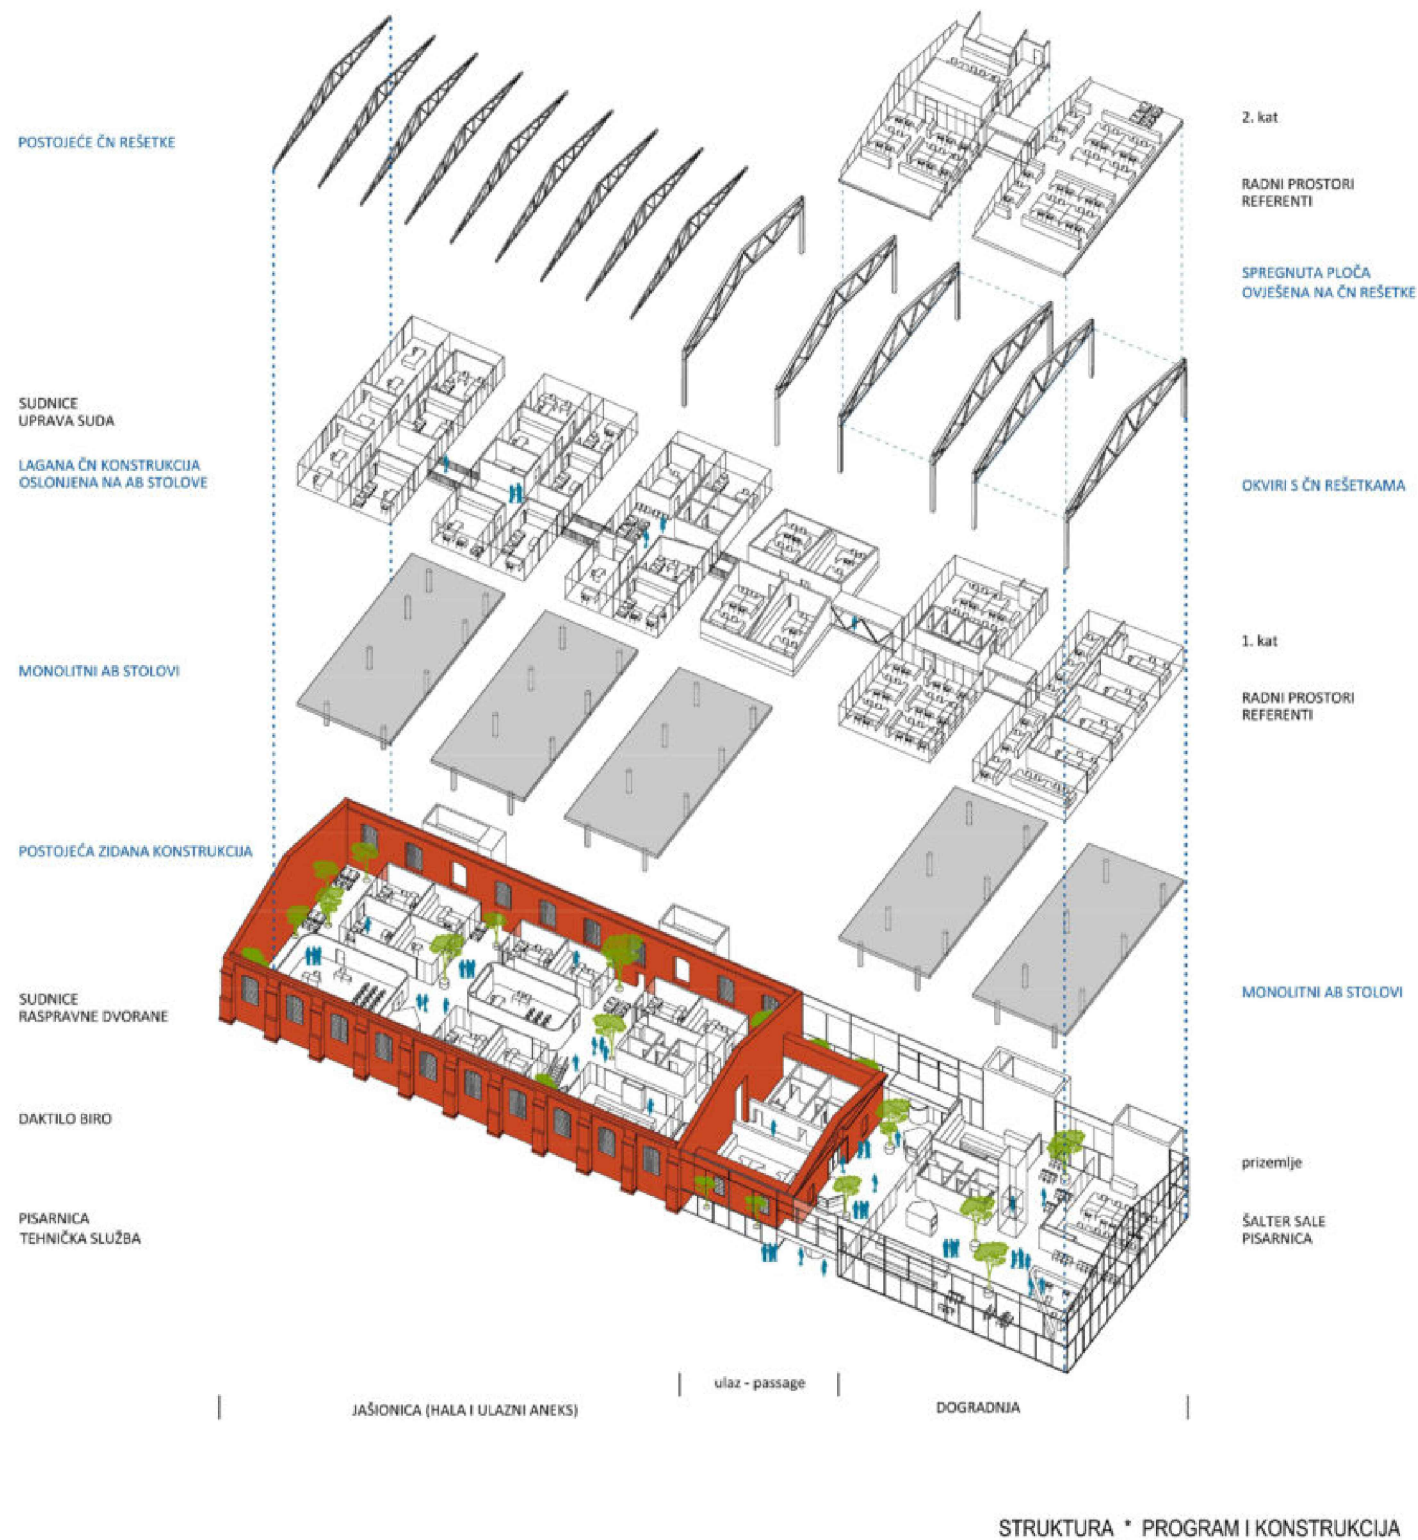 POSTOJEĆE ČN REŠETKE
SUDNICE
UPRAVA SUDA
LAGANA ČN KONSTRUKCIJA
OSLONJENA NA AB STOLOVE
MONOLITNI AB STOLOVI
POSTOJEĆA ZIDANA KONSTRUKCIJA
SUDNICE
RASPRAVNE DVORANE
DAKTILO BIRO
PISARNICA
TEHNIČKA SLUŽBA
2. kat
RADNI PROSTORI
REFERENTI
SPREGNUTA PLOČA
OVJEŠENA NA ČN REŠETKE
OKVIRI S ČN REŠETKAMA
1. kat
RADNI PROSTORI
REFERENTI
MONOLITNI AB STOLOVI
prizemlje
ŠALTER SALE
PISARNICA
ulaz - passage
JAŠIONICA (HALA I ULAZNI ANEKS)
DOGRADNJA
STRUKTURA * PROGRAM I KONSTRUKCIJA